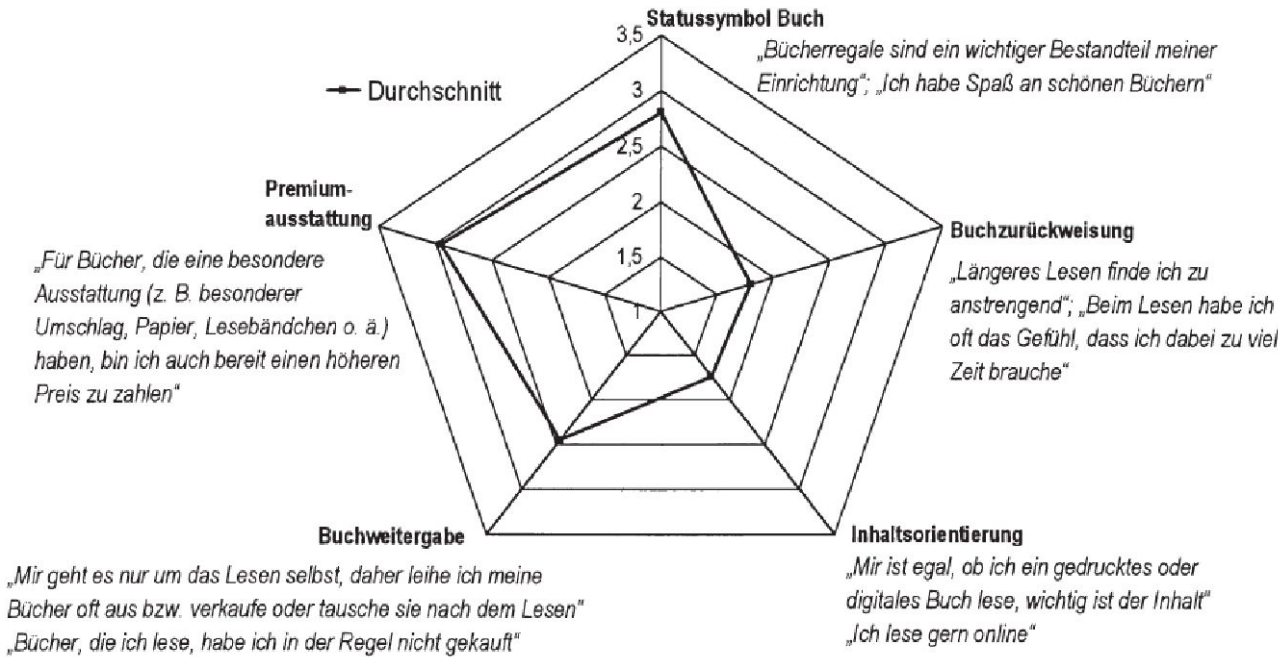 Statussymbol Buch
„Bücherregale sind ein wichtiger Bestandteil meiner
Einrichtung“; „Ich habe Spaß an schönen Büchern“
3,5
3
2,5
2
1,5
1
Durchschnitt
Premium-
ausstattung
„Für Bücher, die eine besondere
Ausstattung (z. B. besonderer
Umschlag, Papier, Lesebändchen o. ä.)
haben, bin ich auch bereit einen höheren
Preis zu zahlen“
Buchzurückweisung
„Längeres Lesen finde ich zu
anstrengend“; „Beim Lesen habe ich
oft das Gefühl, dass ich dabei zu viel
Zeit brauche“
Buchweitergabe
„Mir geht es nur um das Lesen selbst, daher leihe ich meine
Bücher oft aus bzw. verkaufe oder tausche sie nach dem Lesen“
„Bücher, die ich lese, habe ich in der Regel nicht gekauft“
Inhaltsorientierung
„Mir ist egal, ob ich ein gedrucktes oder
digitales Buch lese, wichtig ist der Inhalt“
„Ich lese gern online“